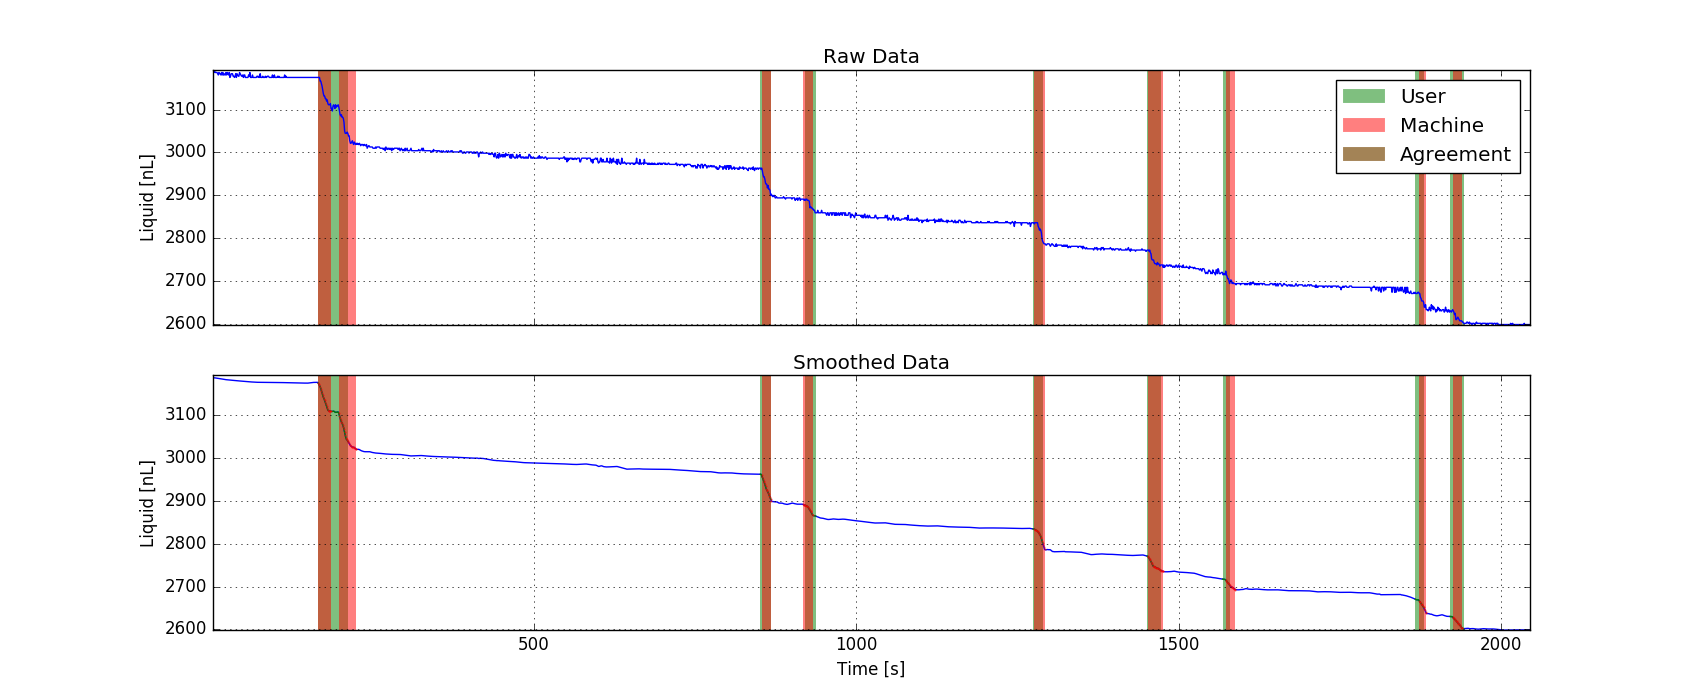 Raw Data
Liquid [nL]
3100
3000
2900
2800
2700
2600
User
Machine
Agreement
Smoothed Data
Liquid [nL]
3100
3000
2900
2800
2700
2600
500
1000
1500
2000
Time [s]